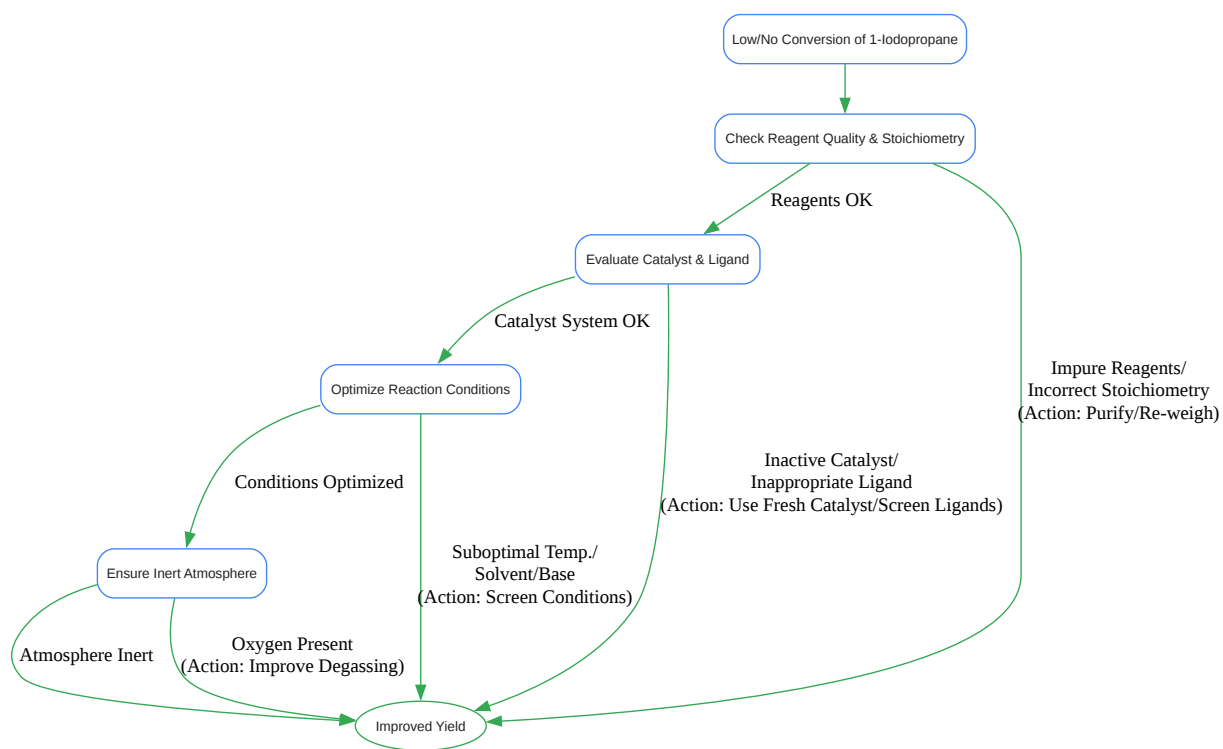 Low/No Conversion of 1-Iodopropane
Check Reagent Quality & Stoichiometry
Reagents OK
Evaluate Catalyst & Ligand
Catalyst System OK
Impure Reagents/
Incorrect Stoichiometry
(Action: Purify/Re-weigh)
Optimize Reaction Conditions
Inactive Catalyst/
Inappropriate Ligand
(Action: Use Fresh Catalyst/Screen Ligands)
Conditions Optimized
Suboptimal Temp./
Solvent/Base
(Action: Screen Conditions)
Ensure Inert Atmosphere
Oxygen Present
(Action: Improve Degassing)
Atmosphere Inert
Improved Yield